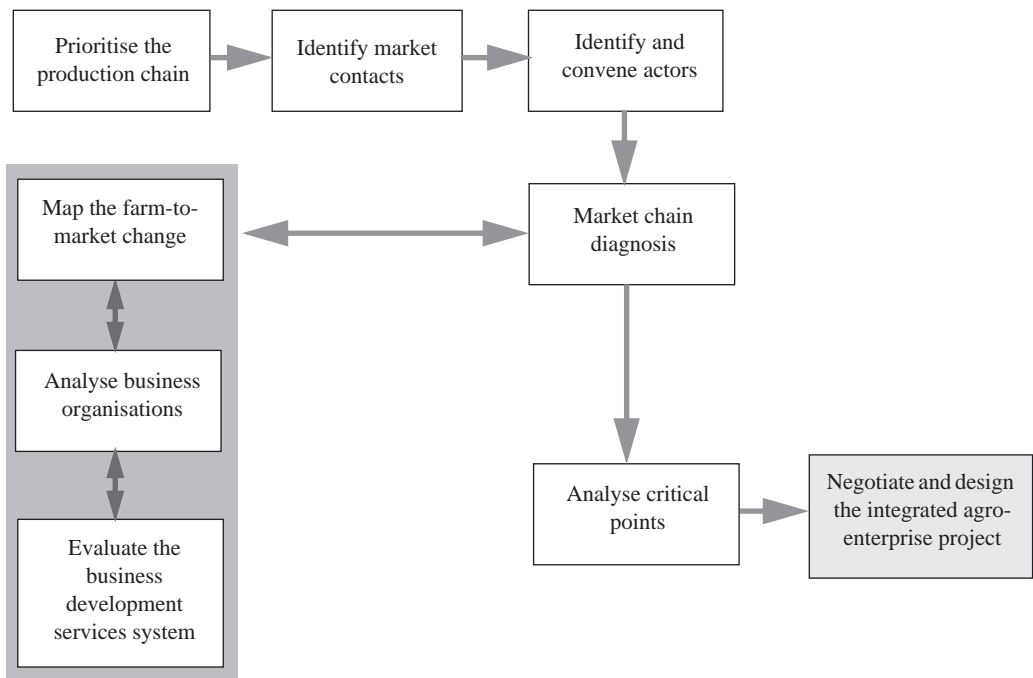 Prioritise the
production chain
Identify market
contacts
Identify and
convene actors
Map the farm-to-
market change
Market chain
diagnosis
Analyse business
organisations
Analyse critical
points
Negotiate and design
the integrated agro-
enterprise project
Evaluate the
business
development
services system